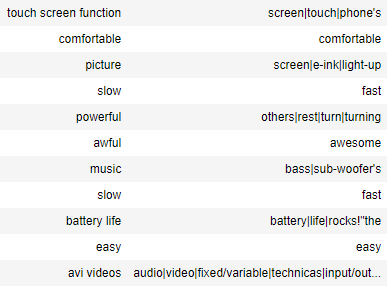 touch screen function screen|touch|phone's
comfortable comfortable
picture screen|e-ink|light-up
slow fast
powerful others|rest|turn|turning
awful awesome
music bass|sub-woofer's
slow fast
battery life battery|life|rocks!"the
easy easy
avi videos audio|video|fixed/variable|technicas|input/out...